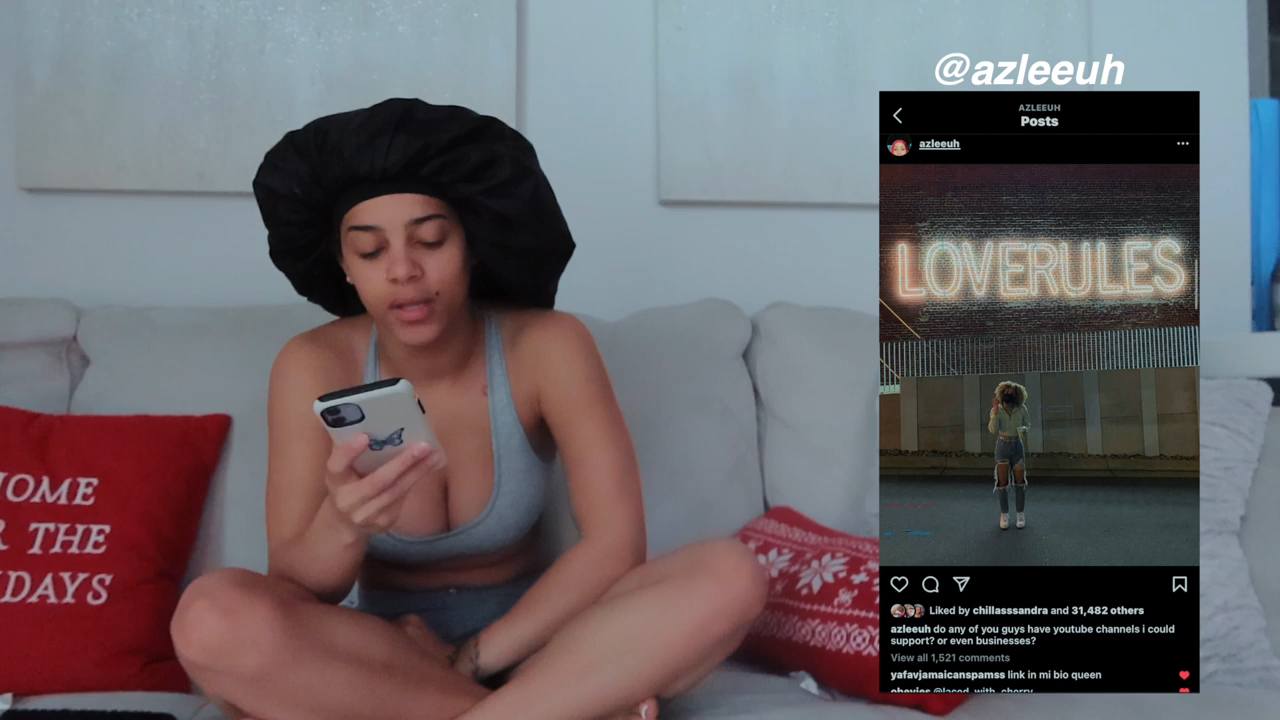 @azleeuh
AZLEEUH
Posts
azleeuh
LOVERULES
Liked by chillasssandra and 31,482 others
azleeuh do any of you guys have youtube channels i could
support? or even businesses?
View all 1,521 comments
yafavjamaicanspamss link in mi bio queen
@laced_with_cherry
HOME
THE